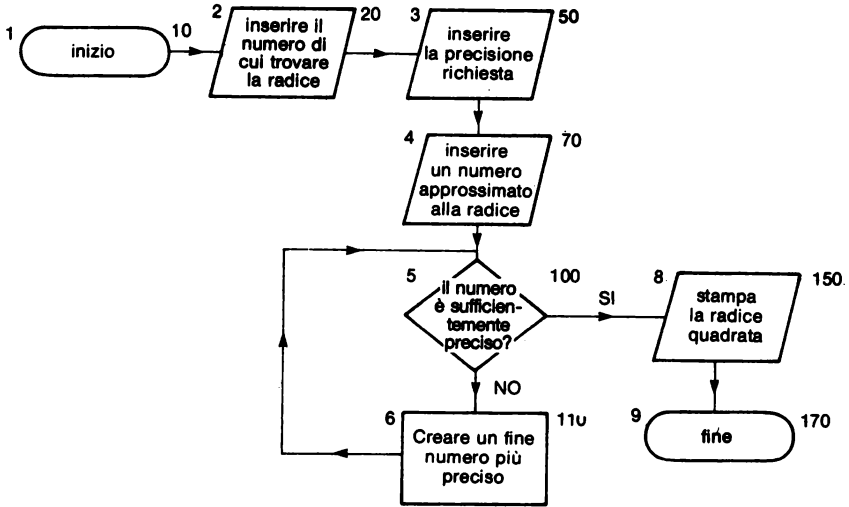 1
inizio
10
2
inserire il
numero di
cui trovare
la radice
20
3
inserire
la precisione
richiesta
50
4
inserire
un numero
approssimato
alla radice
70
5
il numero
è sufficien-
temente
preciso?
100
SI
NO
6
Creare un fine
numero più
preciso
110
8
stampa
la radice
quadrata
150
9
fine
170